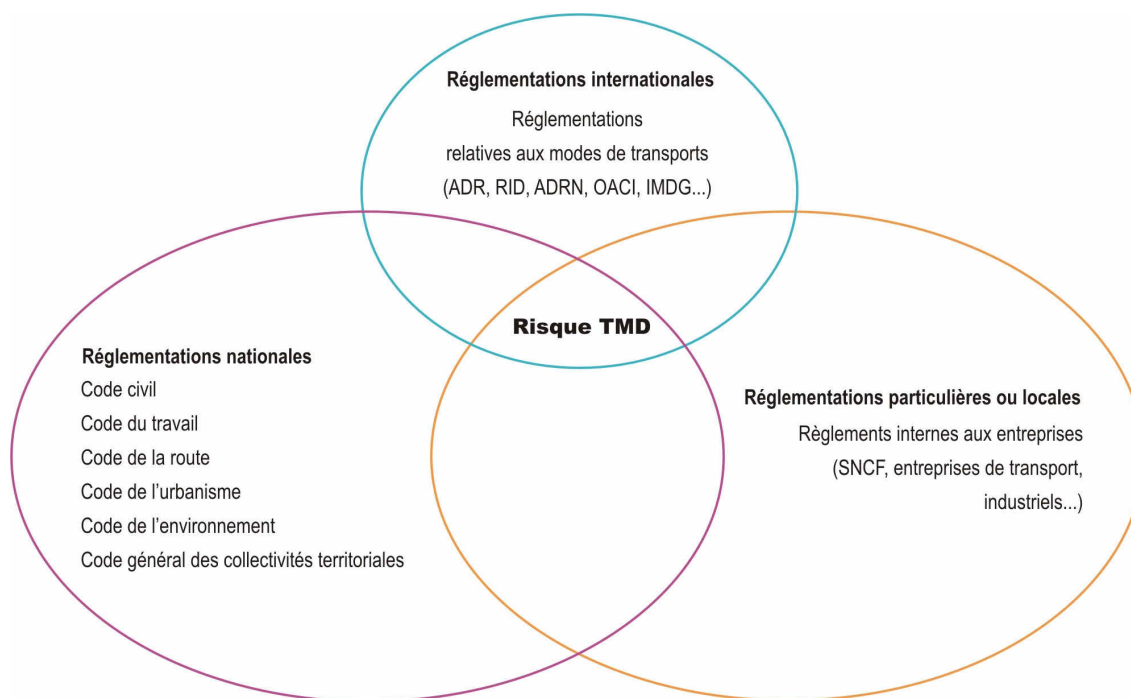 Réglementations internationales
Réglementations
relatives aux modes de transports
(ADR, RID, ADRN, OACI, IMDG...)
Risque TMD
Réglementations nationales
Code civil
Code du travail
Code de la route
Code de l'urbanisme
Code de l'environnement
Code général des collectivités territoriales
Réglementations particulières ou locales
Règlements internes aux entreprises
(SNCF, entreprises de transport,
industriels...)